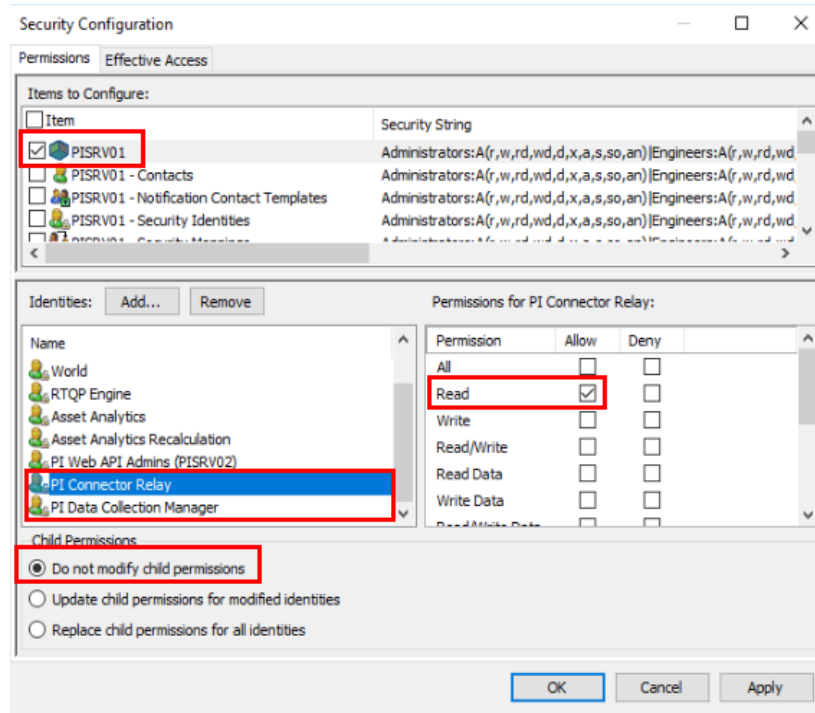 Security Configuration
Permissions Effective Access
Items to Configure:
Item Security String
PISRV01 Administrators:A(r,w,rd,wd,d,x,a,s,so,an)|Engineers:A(r,w,rd,wd,
PISRV01 - Contacts Administrators:A(r,w,rd,wd,d,x,a,s,so,an)|Engineers:A(r,w,rd,wd,
PISRV01 - Notification Contact Templates Administrators:A(r,w,rd,wd,d,x,a,s,so,an)|Engineers:A(r,w,rd,wd,
PISRV01 - Security Identities Administrators:A(r,w,rd,wd,d,x,a,s,so,an)|Engineers:A(r,w,rd,wd,
Identities: Add... Remove Permissions for PI Connector Relay:
Name Permission Allow Deny
World All
RTQP Engine Read
Asset Analytics Write
Asset Analytics Recalculation Read/Write
PI Web API Admins (PISRV02) Read Data
PI Connector Relay Write Data
PI Data Collection Manager
Child Permissions
Do not modify child permissions
Update child permissions for modified identities
Replace child permissions for all identities
OK Cancel Apply